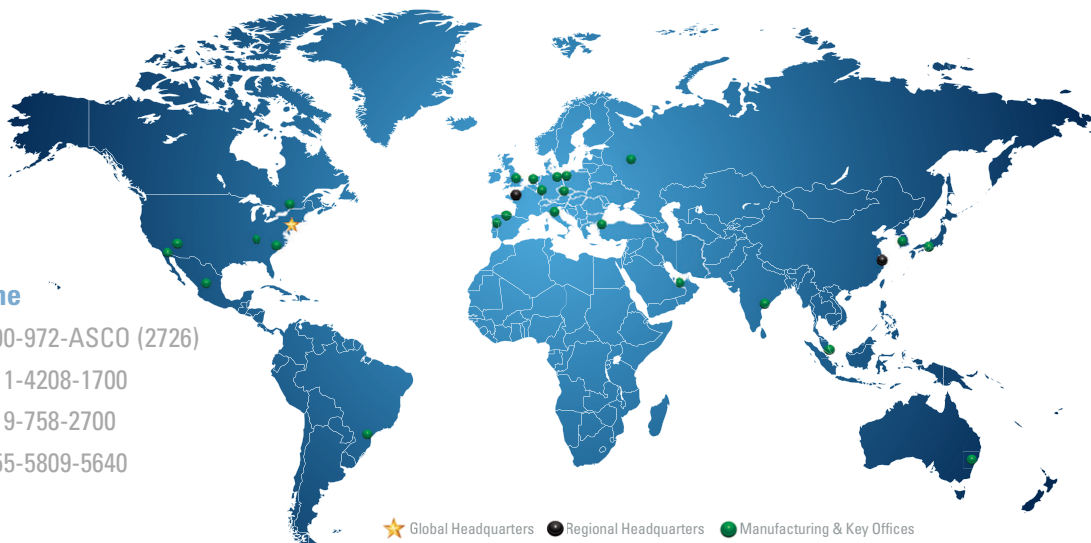 ne
00-972-ASCO (2726)
1-4208-1700
9-758-2700
55-5809-5640
Global Headquarters Regional Headquarters Manufacturing & Key Offices